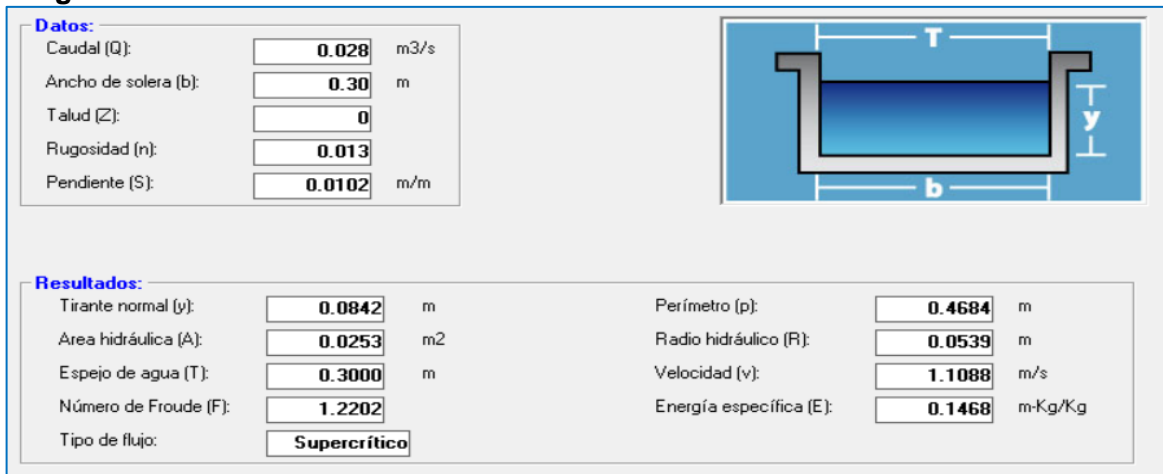 Datos:
Caudal (Q): 0.028 m3/s
Ancho de solera (b): 0.30 m
Talud (Z): 0
Rugosidad (n): 0.013
Pendiente (S): 0.0102 m/m
T
y
b
Resultados:
Tirante normal (y): 0.0842 m Perímetro (p): 0.4684 m
Area hidráulica (A): 0.0253 m2 Radio hidráulico (R): 0.0539 m
Espejo de agua (T): 0.3000 m Velocidad (v): 1.1088 m/s
Número de Froude (F): 1.2202 Energía específica (E): 0.1468 m-Kg/Kg
Tipo de flujo: Supercrítico